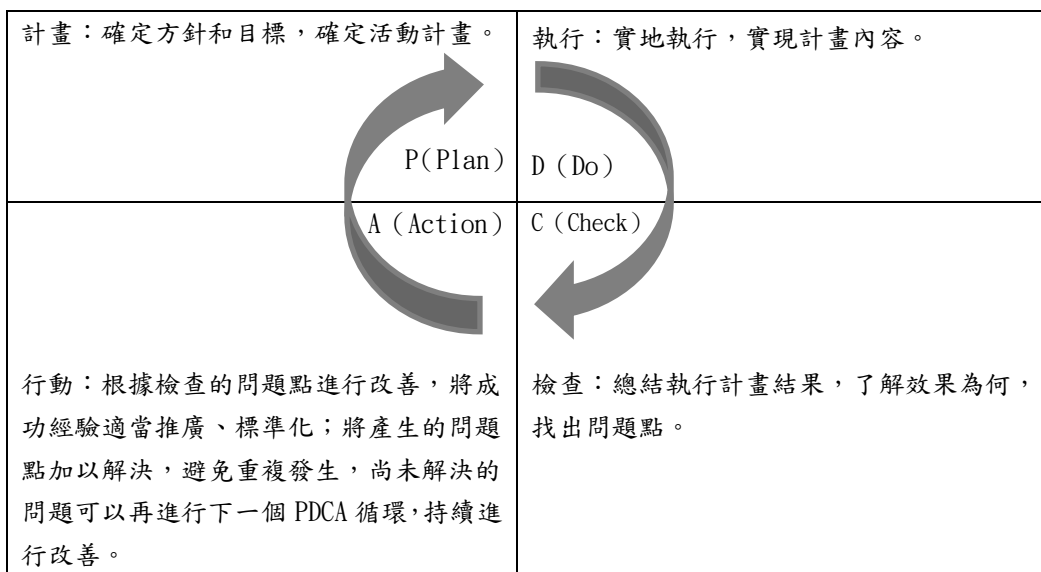 計畫：確定方針和目標，確定活動計畫。
執行：實地執行，實現計畫內容。
P(Plan)
D（Do）
A（Action）
C（Check）
行動：根據檢查的問題點進行改善，將成
功經驗適當推廣、標準化；將產生的問題
點加以解決，避免重複發生，尚未解決的
問題可以再進行下一個 PDCA 循環，持續進
行改善。
檢查：總結執行計畫結果，了解效果為何，
找出問題點。